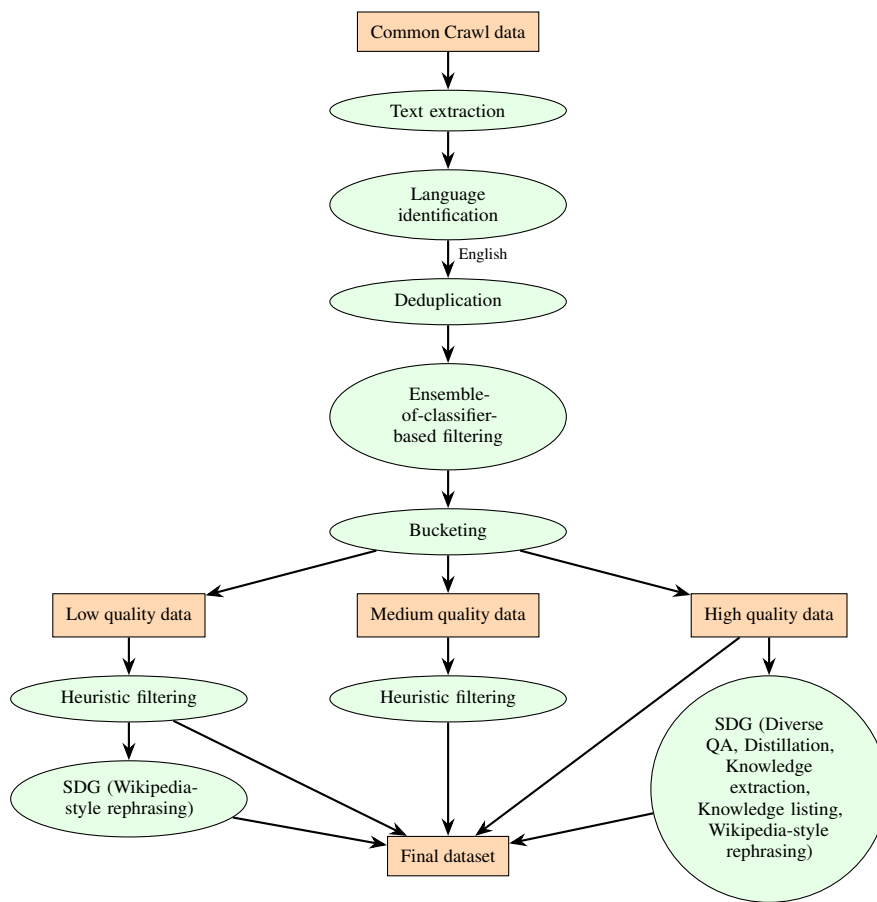 Common Crawl data
Text extraction
Language
identification
English
Deduplication
Ensemble-
of-classifier-
based filtering
Bucketing
Low quality data
Medium quality data
High quality data
Heuristic filtering
Heuristic filtering
SDG (Diverse
QA, Distillation,
Knowledge
extraction,
Knowledge listing,
Wikipedia-style
rephrasing)
SDG (Wikipedia-
style rephrasing)
Final dataset